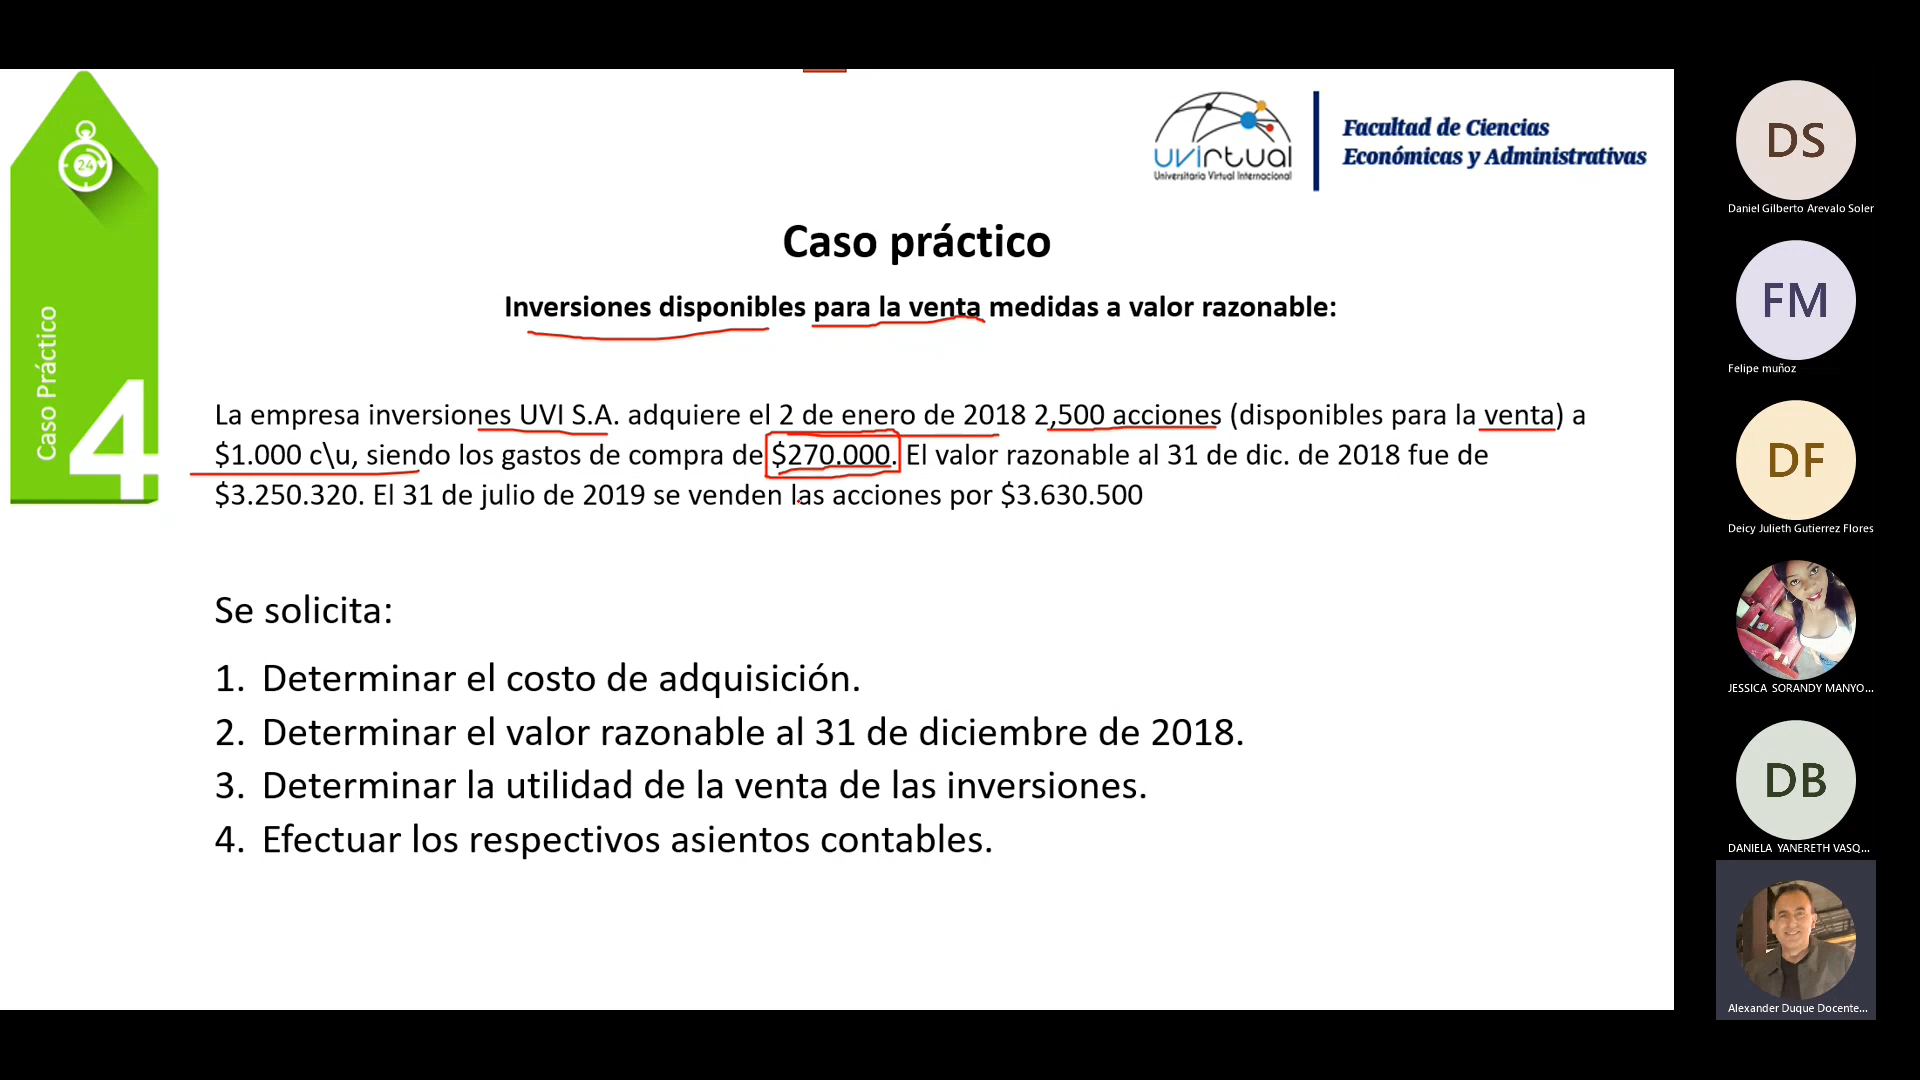 24
Caso Práctico
4
uvirtual
Universitaria Virtual Internacional
Facultad de Ciencias
Económicas y Administrativas
Caso práctico
Inversiones disponibles para la venta medidas a valor razonable:
La empresa inversiones UVI S.A. adquiere el 2 de enero de 2018 2,500 acciones (disponibles para la venta) a
$1.000 c\u, siendo los gastos de compra de $270.000. El valor razonable al 31 de dic. de 2018 fue de
$3.250.320. El 31 de julio de 2019 se venden las acciones por $3.630.500
Se solicita:
1. Determinar el costo de adquisición.
2. Determinar el valor razonable al 31 de diciembre de 2018.
3. Determinar la utilidad de la venta de las inversiones.
4. Efectuar los respectivos asientos contables.
DS
Daniel Gilberto Arevalo Soler
FM
Felipe muñoz
DF
Deicy Julieth Gutierrez Flores
JESSICA SORANDY MANYO...
DB
DANIELA YANERETH VASQ...
Alexander Duque Docente...